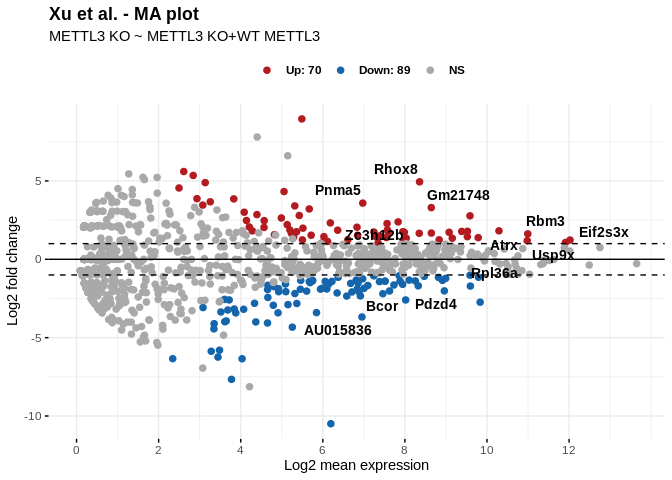 Xu et al. - MA plot
METTL3 KO ~ METTL3 KO+WT METTL3
Up: 70 Down: 89 NS
Rhox8
Pnma5
Gm21748
Rbm3
Zc3h12b
Eif2s3x
Atrx
Usp9x
Rpl36a
Bcor
Pdzd4
AU015836
5
0
-5
-10
Log2 fold change
0 2 4 6 8 10 12
Log2 mean expression